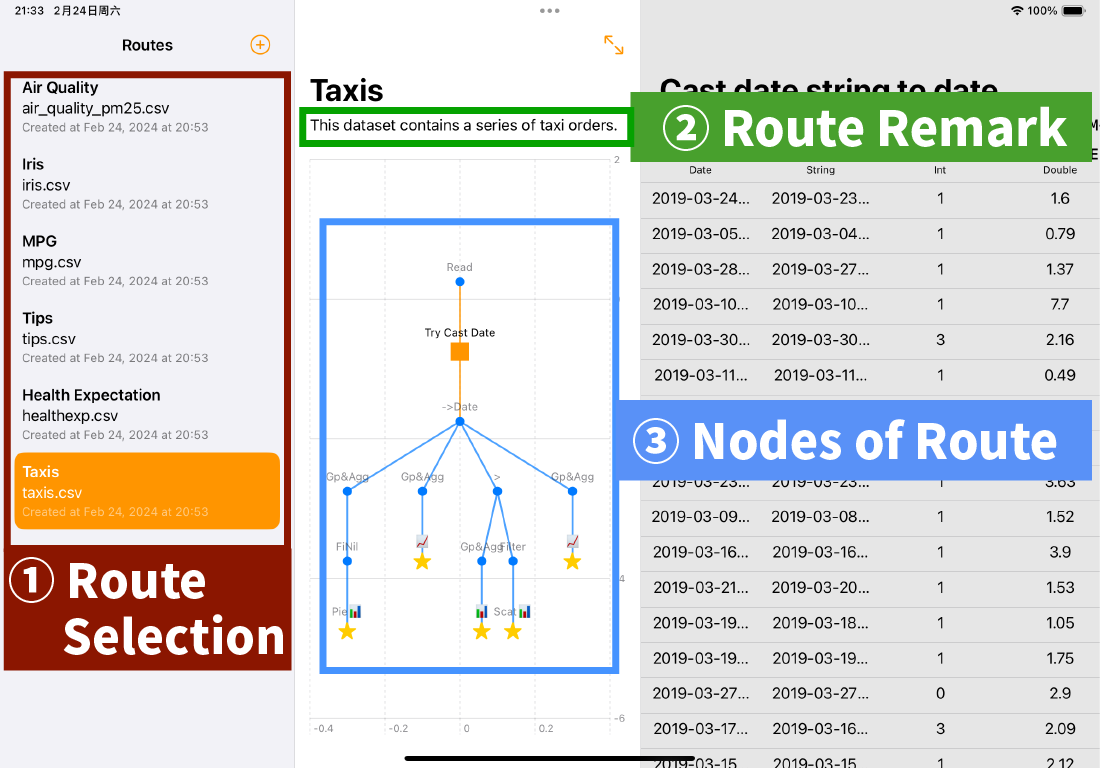 21:33 2月24日周六
100%
Routes
Air Quality
air_quality_pm25.csv
Created at Feb 24, 2024 at 20:53
Iris
iris.csv
Created at Feb 24, 2024 at 20:53
MPG
mpg.csv
Created at Feb 24, 2024 at 20:53
Tips
tips.csv
Created at Feb 24, 2024 at 20:53
Health Expectation
healthexp.csv
Created at Feb 24, 2024 at 20:53
Taxis
taxis.csv
Created at Feb 24, 2024 at 20:53
① Route
Selection
Taxis
This dataset contains a series of taxi orders.
2
Read
Try Cast Date
->Date
Gp&Agg Gp&Agg > Gp&Agg
FiNil Gp&Agg Filter
-4
Pie Scat
-6
-0.4 -0.2 0 0.2
Cast date string to date
② Route Remark
Date String Int Double
2019-03-24... 2019-03-23... 1 1.6
2019-03-05... 2019-03-04... 1 0.79
2019-03-28... 2019-03-27... 1 1.37
2019-03-10... 2019-03-10... 1 7.7
2019-03-30... 2019-03-30... 3 2.16
2019-03-11... 2019-03-11... 1 0.49
③ Nodes of Route
2019-03-23... 2019-03-23... 1 3.63
2019-03-09... 2019-03-08... 1 1.52
2019-03-16... 2019-03-16... 1 3.9
2019-03-21... 2019-03-20... 1 1.53
2019-03-19... 2019-03-18... 1 1.05
2019-03-19... 2019-03-19... 1 1.75
2019-03-27... 2019-03-27... 0 2.9
2019-03-17... 2019-03-16... 3 2.09
2019-03-15 2019-03-15 1 2.12